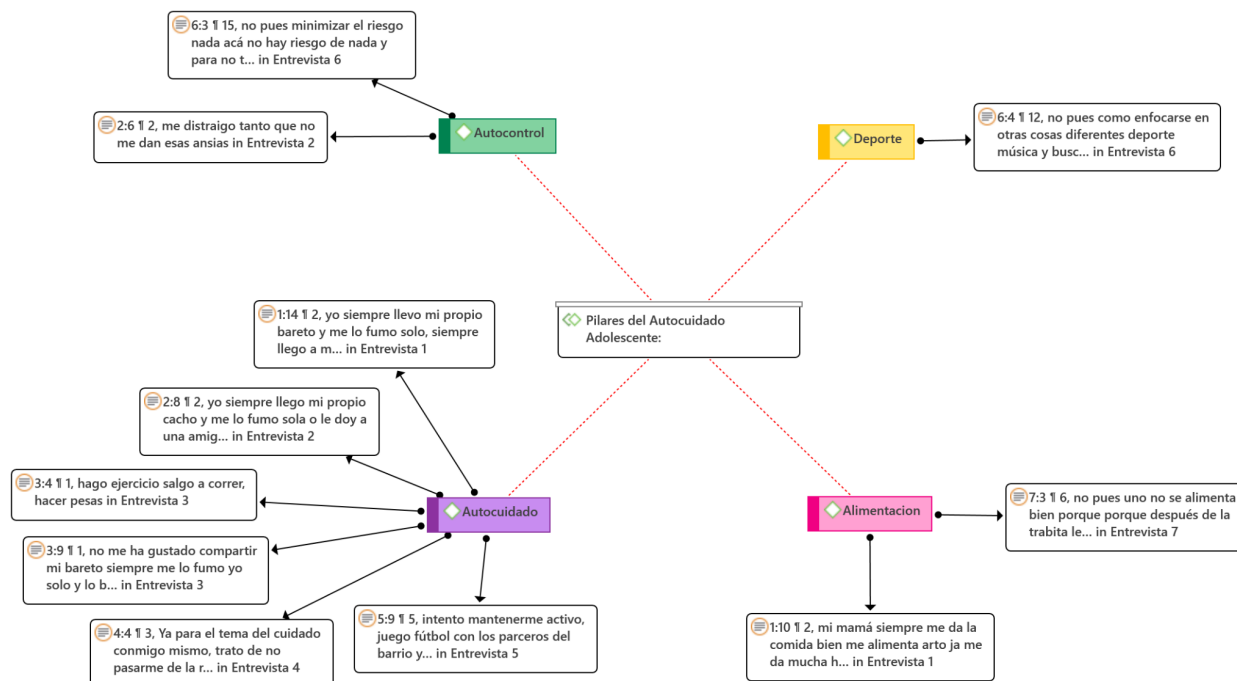 6:3 ¶ 15, no pues minimizar el riesgo
nada acá no hay riesgo de nada y
para no t... in Entrevista 6
2:6 ¶ 2, me distraigo tanto que no
me dan esas ansias in Entrevista 2
Autocontrol
Deporte
6:4 ¶ 12, no pues como enfocarse en
otras cosas diferentes deporte
música y busc... in Entrevista 6
Pilares del Autocuidado
Adolescente:
1:14 ¶ 2, yo siempre llevo mi propio
bareto y me lo fumo solo, siempre
llego a m... in Entrevista 1
2:8 ¶ 2, yo siempre llego mi propio
cacho y me lo fumo sola o le doy a
una amig... in Entrevista 2
3:4 ¶ 1, hago ejercicio salgo a correr,
hacer pesas in Entrevista 3
Autocuidado
3:9 ¶ 1, no me ha gustado compartir
mi bareto siempre me lo fumo yo
solo y lo b... in Entrevista 3
4:4 ¶ 3, Ya para el tema del cuidado
conmigo mismo, trato de no
pasarme de la r... in Entrevista 4
5:9 ¶ 5, intento mantenerme activo,
juego fútbol con los parceros del
barrio y... in Entrevista 5
Alimentacion
7:3 ¶ 6, no pues uno no se alimenta
bien porque porque después de la
trabita le... in Entrevista 7
1:10 ¶ 2, mi mamá siempre me da la
comida bien me alimenta arto ja me
da mucha h... in Entrevista 1